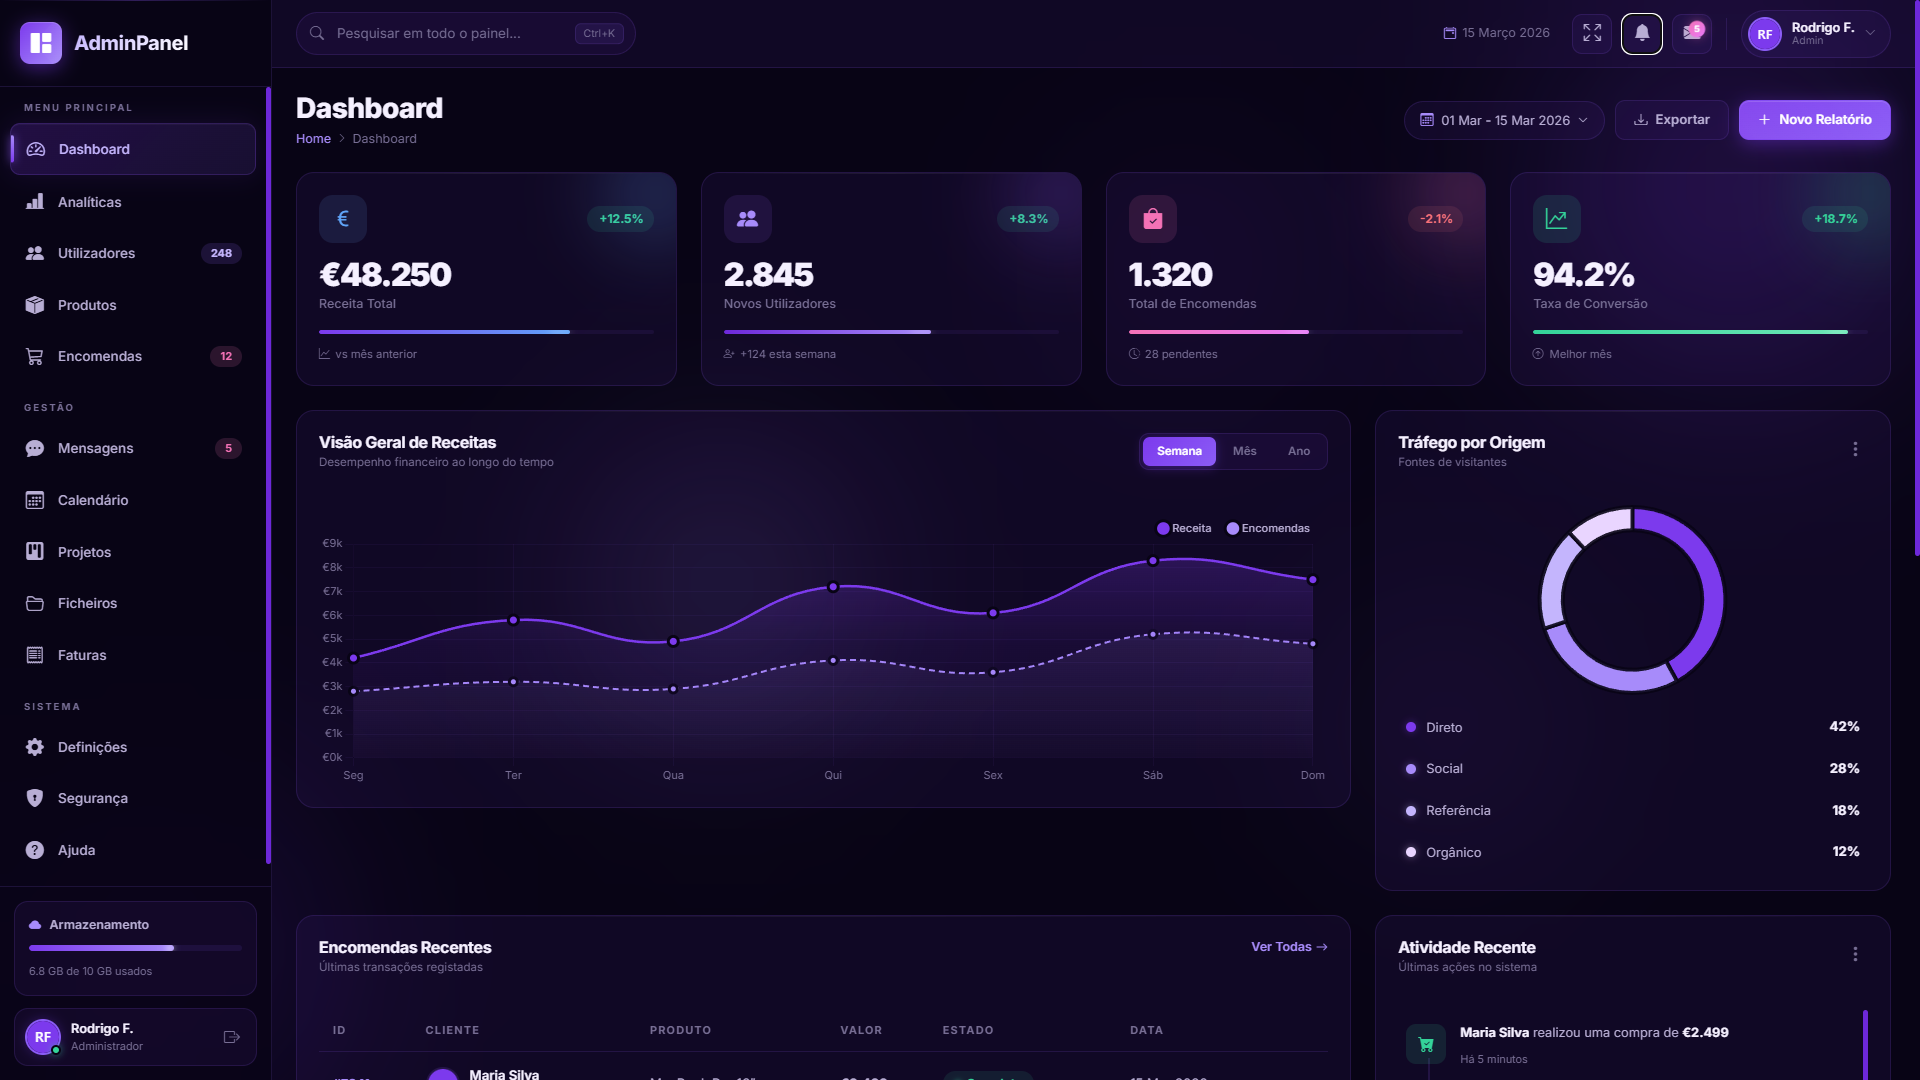 AdminPanel
MENU PRINCIPAL
Dashboard
Analíticas
Utilizadores 248
Produtos
Encomendas 12
GESTÃO
Mensagens 5
Calendário
Projetos
Ficheiros
Faturas
SISTEMA
Definições
Segurança
Ajuda
Armazenamento
6.8 GB de 10 GB usados
RF
Rodrigo F.
Administrador
Pesquisar em todo o painel... Ctrl+K
15 Março 2026
5
RF
Rodrigo F.
Admin
Dashboard
Home > Dashboard
01 Mar - 15 Mar 2026
Exportar
+ Novo Relatório
€ +12.5%
€48.250
Receita Total
vs mês anterior
+8.3%
2.845
Novos Utilizadores
+124 esta semana
-2.1%
1.320
Total de Encomendas
28 pendentes
+18.7%
94.2%
Taxa de Conversão
Melhor mês
Visão Geral de Receitas
Desempenho financeiro ao longo do tempo
Semana Mês Ano
Receita Encomendas
€9k
€8k
€7k
€6k
€5k
€4k
€3k
€2k
€1k
€0k
Seg Ter Qua Qui Sex Sáb Dom
Tráfego por Origem
Fontes de visitantes
Direto 42%
Social 28%
Referência 18%
Orgânico 12%
Encomendas Recentes
Últimas transações registadas
Ver Todas →
ID CLIENTE PRODUTO VALOR ESTADO DATA
Maria Silva
Atividade Recente
Últimas ações no sistema
Maria Silva realizou uma compra de €2.499
Há 5 minutos